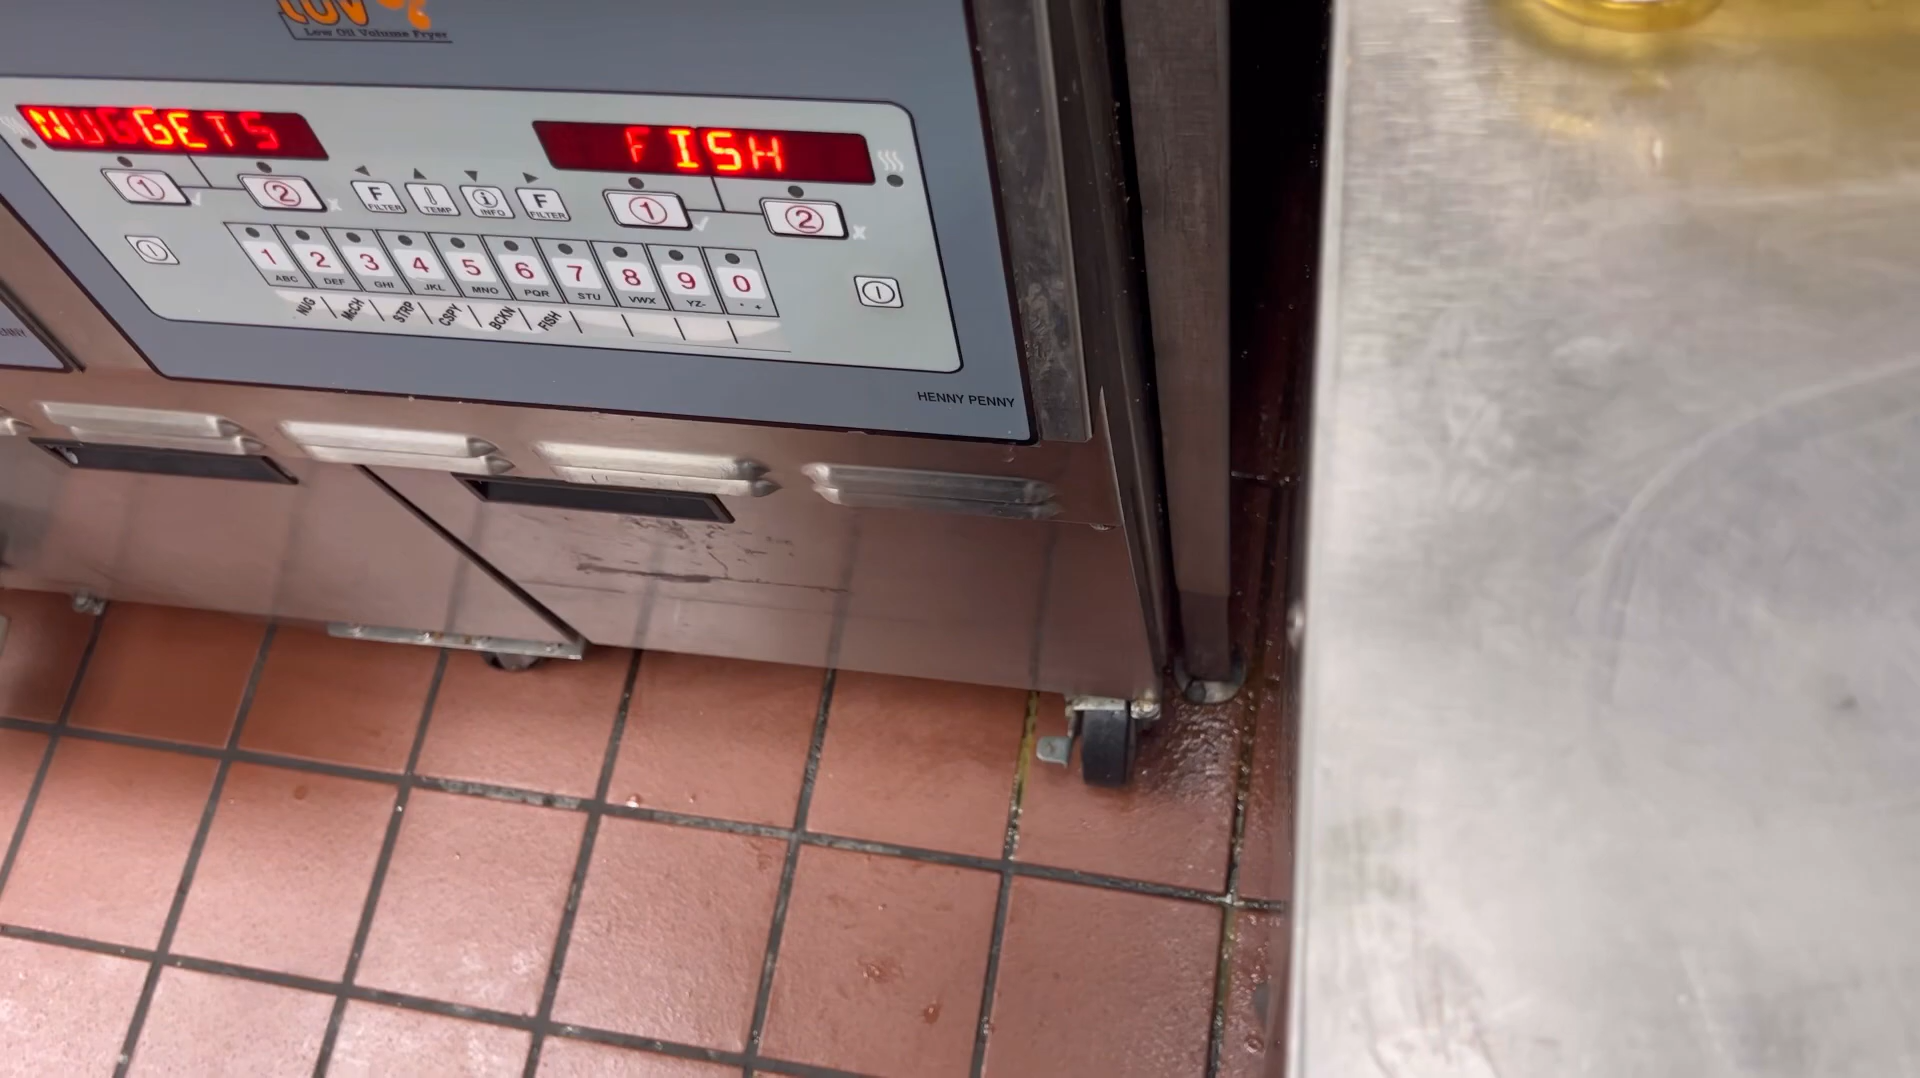 LOV
Low Oil Volume Fryer
NUGGETS
FISH
1
2
F
FILTER
TEMP
INFO
F
FILTER
1
2
1 2 3 4 5 6 7 8 9 0
ABC DEF GHI JKL MNO PQR STU VWX YZ- * +
NUG McCH STRP CSPY BCKN FISH
HENNY PENNY
ENNY